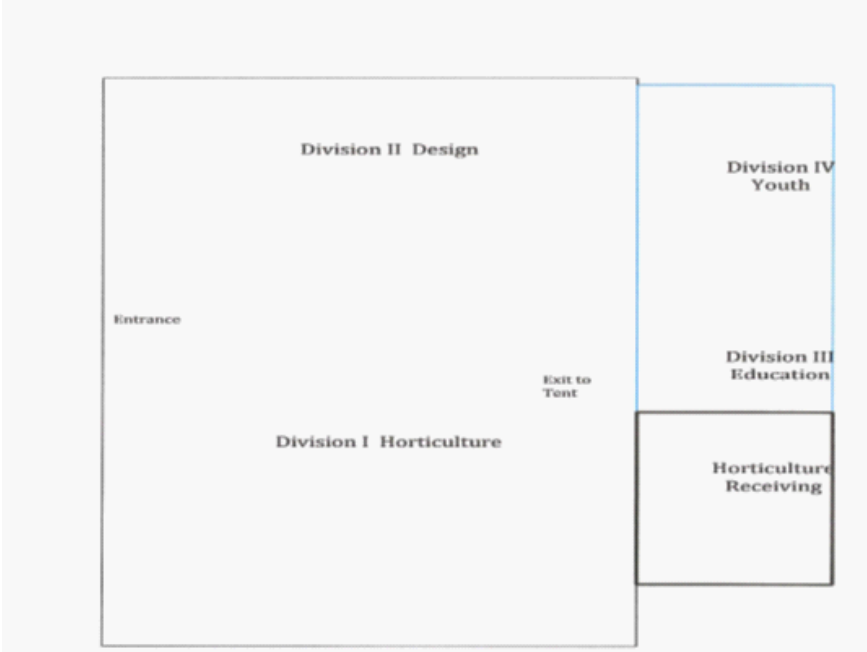 Division II Design
Division IV
Youth
Entrance
Division III
Education
Exit to
Tent
Division I Horticulture
Horticulture
Receiving